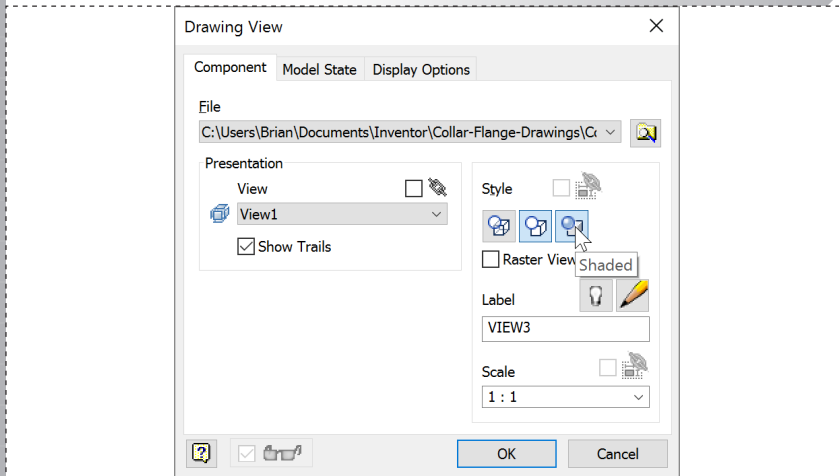 Drawing View
Component Model State Display Options
File
C:\Users\Brian\Documents\Inventor\Collar-Flange-Drawings\Cc
Presentation
View
View1
Show Trails
Style
Raster View
Shaded
Label
VIEW3
Scale
1 : 1
OK Cancel